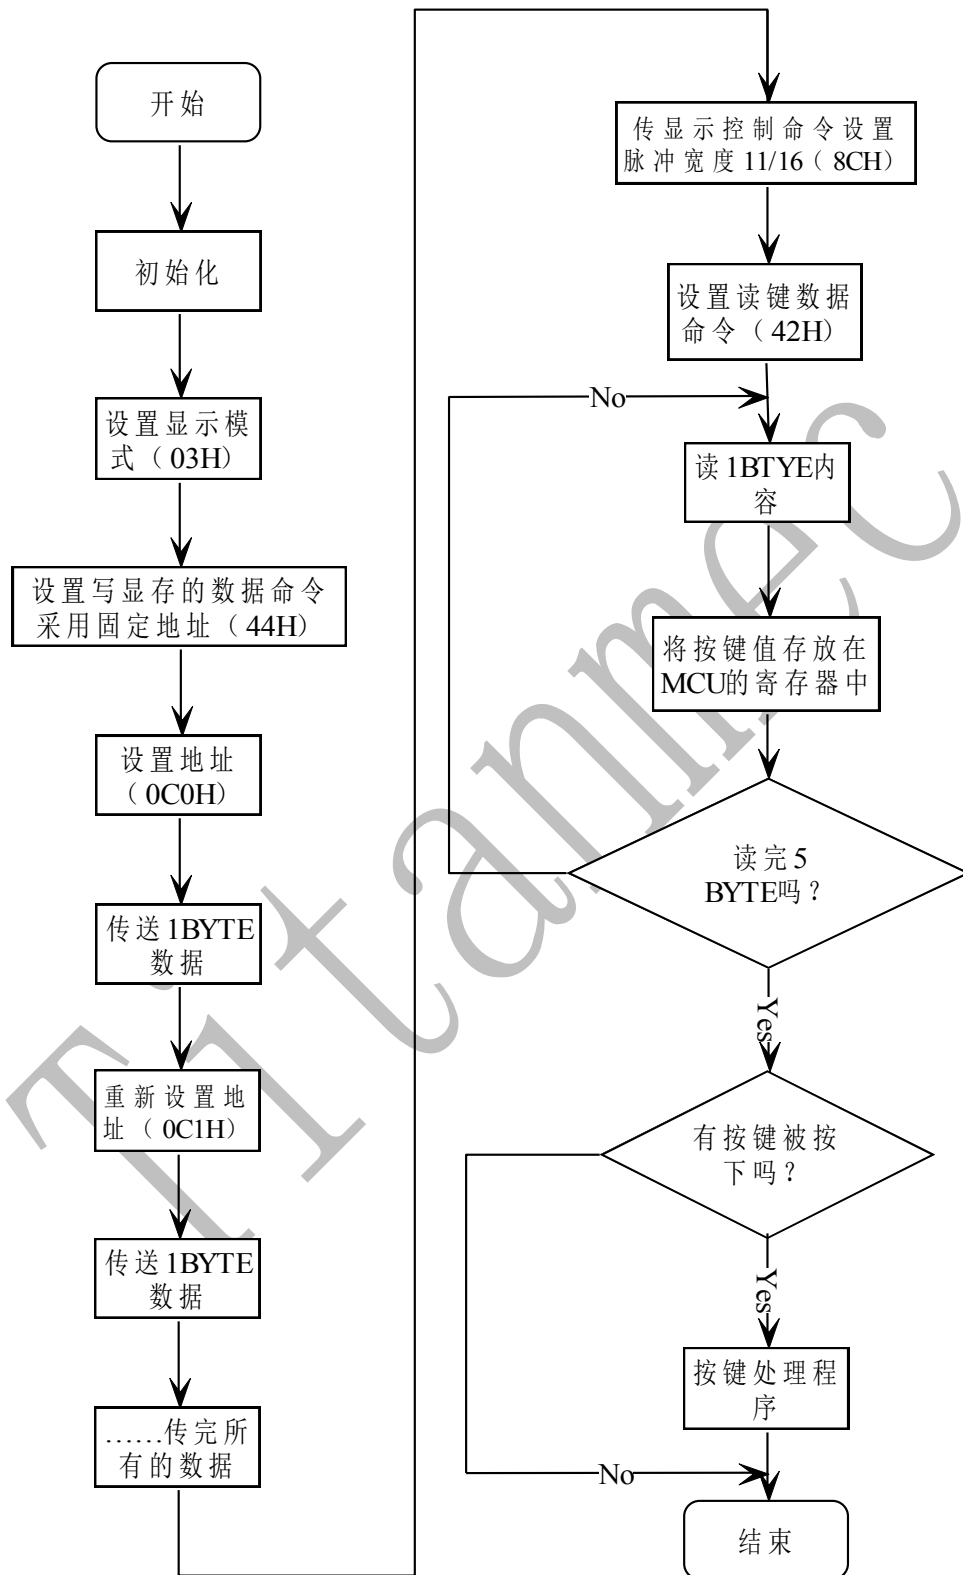 开始
初始化
设置显示模
式（03H）
设置写显存的数据命令
采用固定地址（44H）
设置地址
（0C0H）
传送1BYTE
数据
重新设置地
址（0C1H）
传送1BYTE
数据
……传完所
有的数据
传显示控制命令设置
脉冲宽度11/16（8CH）
设置读键数据
命令（42H）
No
读1BTYE内
容
将按键值存放在
MCU的寄存器中
读完5
BYTE吗？
Yes
有按键被按
下吗？
Yes
按键处理程
序
No
结束
Titanmec